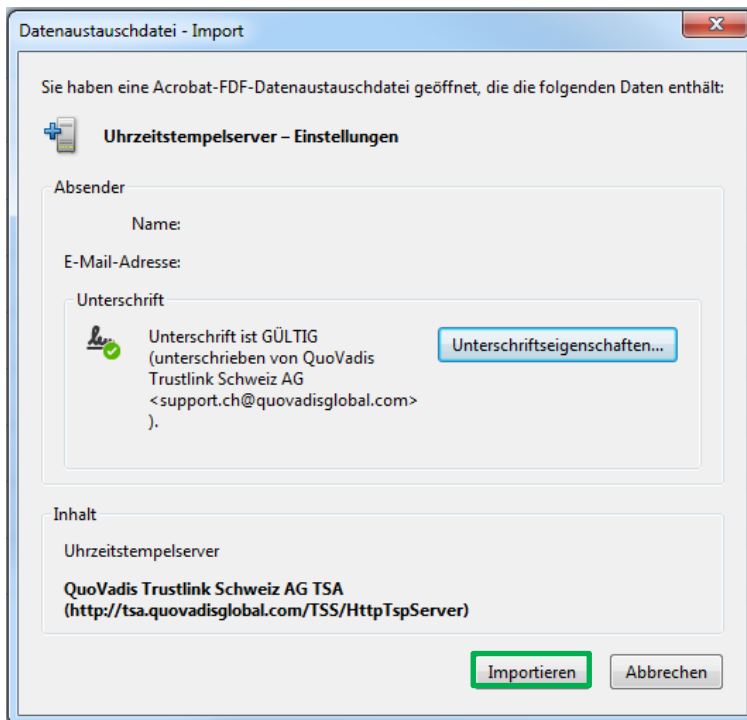 Datenaustauschdatei - Import
Sie haben eine Acrobat-FDF-Datenaustauschdatei geöffnet, die die folgenden Daten enthält:
Uhrzeitstempelserver – Einstellungen
Absender
Name:
E-Mail-Adresse:
Unterschrift
Unterschrift ist GÜLTIG
(unterschrieben von QuoVadis
Trustlink Schweiz AG
<support.ch@quovadisglobal.com>
).
Unterschriftseigenschaften...
Inhalt
Uhrzeitstempelserver
QuoVadis Trustlink Schweiz AG TSA
(http://tsa.quovadisglobal.com/TSS/HttpTspServer)
Importieren
Abbrechen